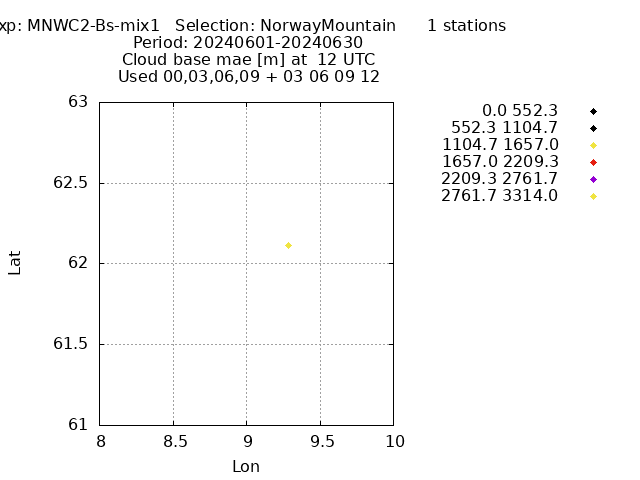 xp: MNWC2-Bs-mix1   Selection: NorwayMountain      1 stations
Period: 20240601-20240630
Cloud base mae [m] at  12 UTC
Used 00,03,06,09 + 03 06 09 12
0.0 552.3
552.3 1104.7
1104.7 1657.0
1657.0 2209.3
2209.3 2761.7
2761.7 3314.0
63
62.5
62
61.5
61
Lat
8 8.5 9 9.5 10
Lon